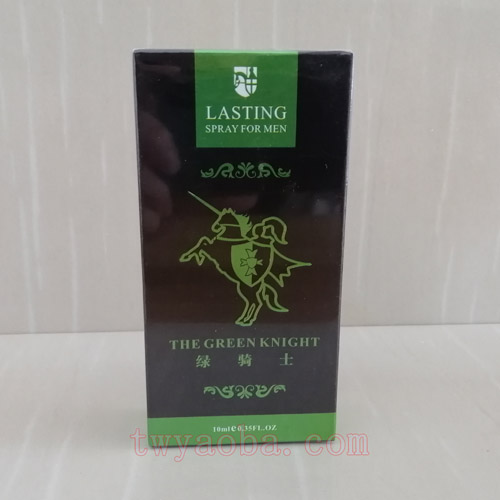 LASTING
SPRAY FOR MEN
THE GREEN KNIGHT
绿骑士
10ml℮0.35FL.OZ
twyaoba.com